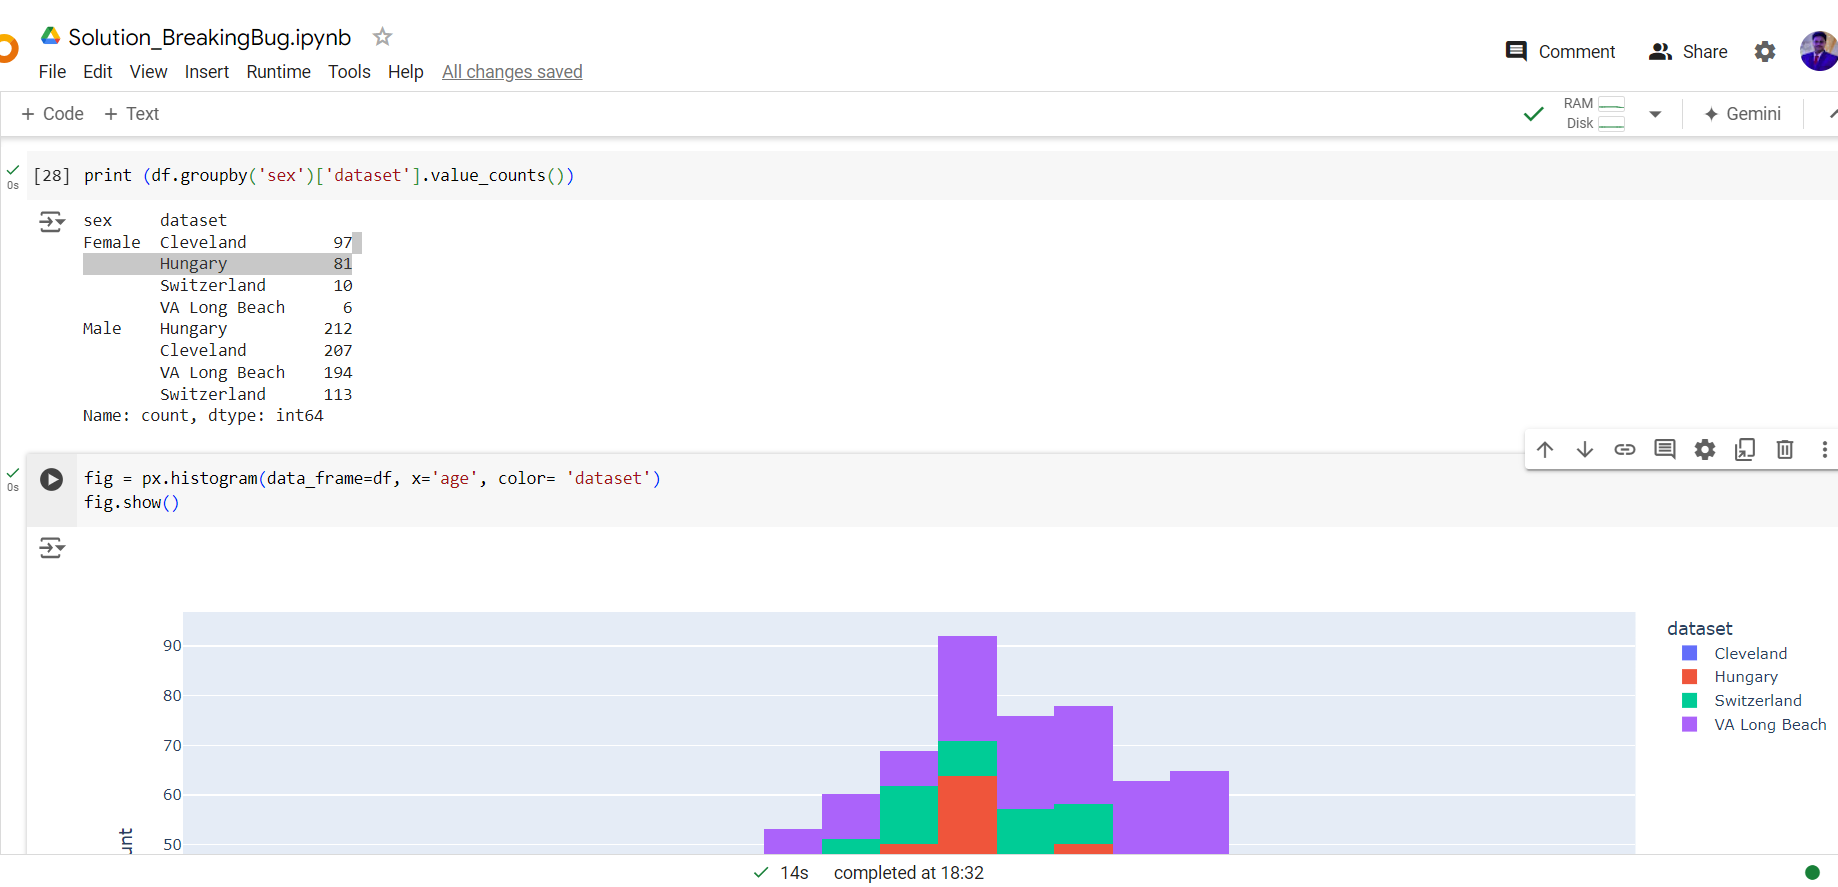 Solution_BreakingBug.ipynb
File Edit View Insert Runtime Tools Help All changes saved
Comment
Share
+ Code + Text
RAM
Disk
Gemini
0s
[28] print (df.groupby('sex')['dataset'].value_counts())
sex dataset
Female Cleveland 97
Hungary 81
Switzerland 10
VA Long Beach 6
Male Hungary 212
Cleveland 207
VA Long Beach 194
Switzerland 113
Name: count, dtype: int64
0s
fig = px.histogram(data_frame=df, x='age', color= 'dataset')
fig.show()
90
80
70
60
50
dataset
Cleveland
Hungary
Switzerland
VA Long Beach
14s completed at 18:32